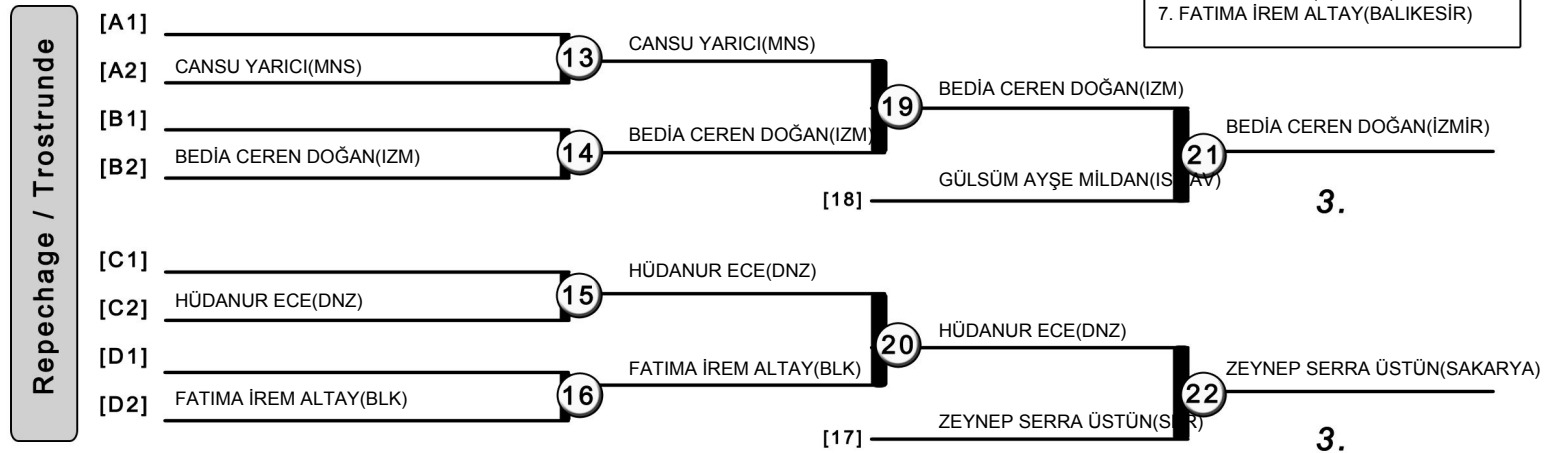 7. FATIMA İREM ALTAY(BALIKESİR)
Repechage / Trostrunde
[A1]
[A2] CANSU YARICI(MNS)
13
CANSU YARICI(MNS)
[B1]
[B2] BEDİA CEREN DOĞAN(IZM)
14
BEDİA CEREN DOĞAN(IZM)
19
BEDİA CEREN DOĞAN(IZM)
[18] GÜLSÜM AYŞE MİLDAN(IS AV)
21
BEDİA CEREN DOĞAN(İZMİR)
3.
[C1]
[C2] HÜDANUR ECE(DNZ)
15
HÜDANUR ECE(DNZ)
[D1]
[D2] FATIMA İREM ALTAY(BLK)
16
FATIMA İREM ALTAY(BLK)
20
HÜDANUR ECE(DNZ)
[17] ZEYNEP SERRA ÜSTÜN(S R)
22
ZEYNEP SERRA ÜSTÜN(SAKARYA)
3.